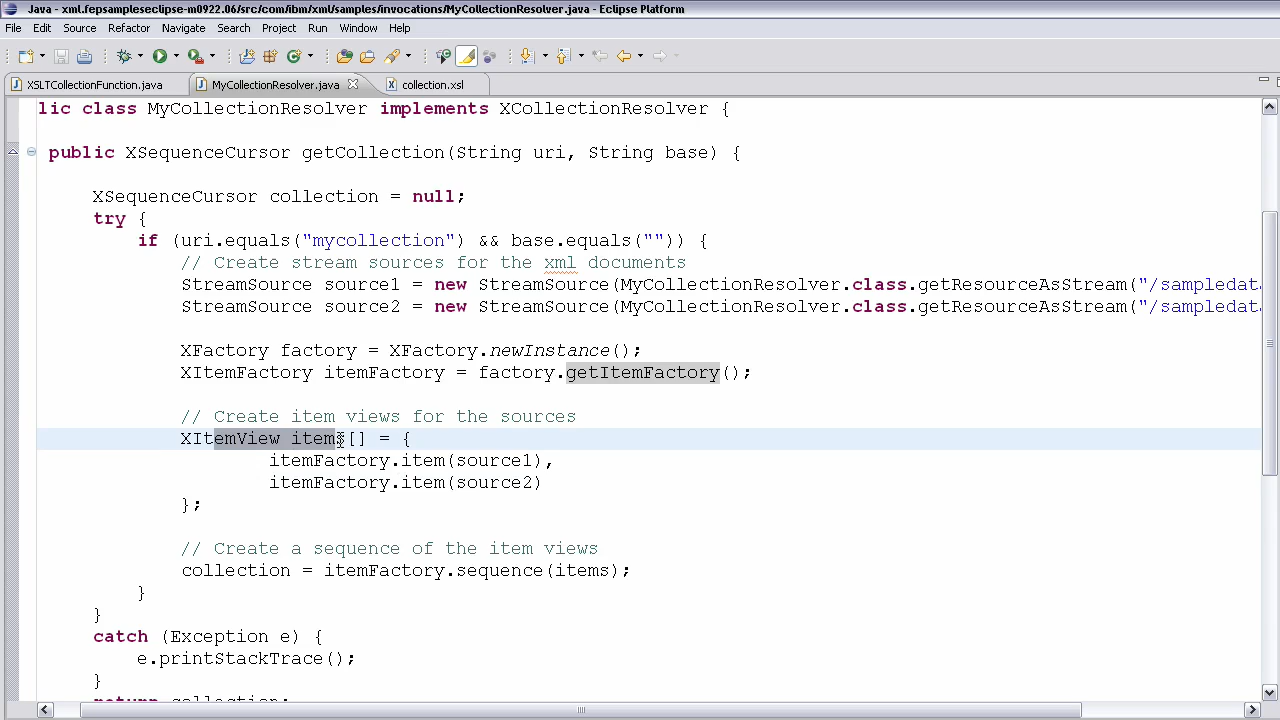 Java - xml.fepsampleseclipse-m0922.06/src/com/ibm/xml/samples/invocations/MyCollectionResolver.java - Eclipse Platform
File Edit Source Refactor Navigate Search Project Run Window Help
XSLTCollectionFunction.java MyCollectionResolver.java collection.xsl
lic class MyCollectionResolver implements XCollectionResolver {
public XSequenceCursor getCollection(String uri, String base) {
XSequenceCursor collection = null;
try {
if (uri.equals("mycollection") && base.equals("")) {
// Create stream sources for the xml documents
StreamSource source1 = new StreamSource(MyCollectionResolver.class.getResourceAsStream("/sampledat
StreamSource source2 = new StreamSource(MyCollectionResolver.class.getResourceAsStream("/sampledat
XFactory factory = XFactory.newInstance();
XItemFactory itemFactory = factory.getItemFactory();
// Create item views for the sources
XItemView items[] = {
itemFactory.item(source1),
itemFactory.item(source2)
};
// Create a sequence of the item views
collection = itemFactory.sequence(items);
}
}
catch (Exception e) {
e.printStackTrace();
}
return collection;